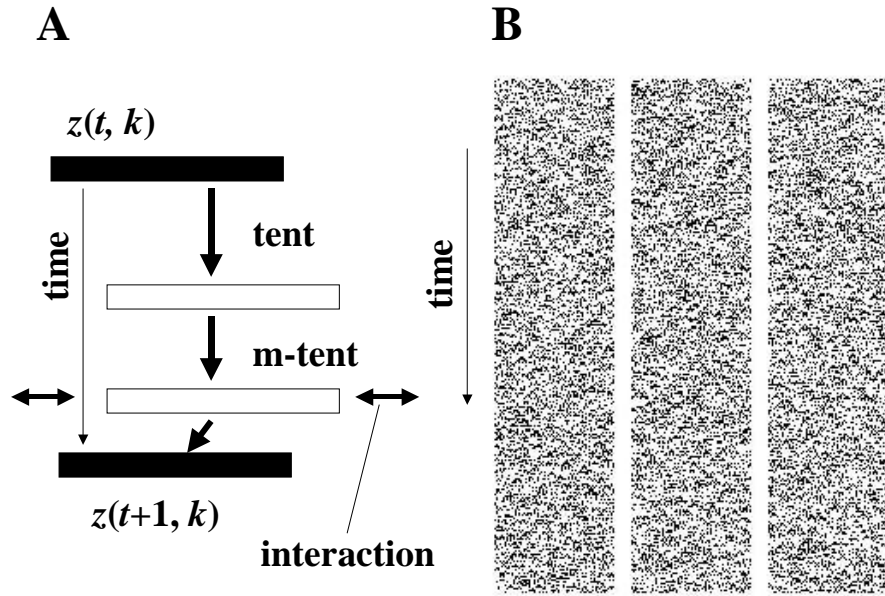 A
z(t, k)
time
tent
m-tent
z(t+1, k)
interaction
B
time